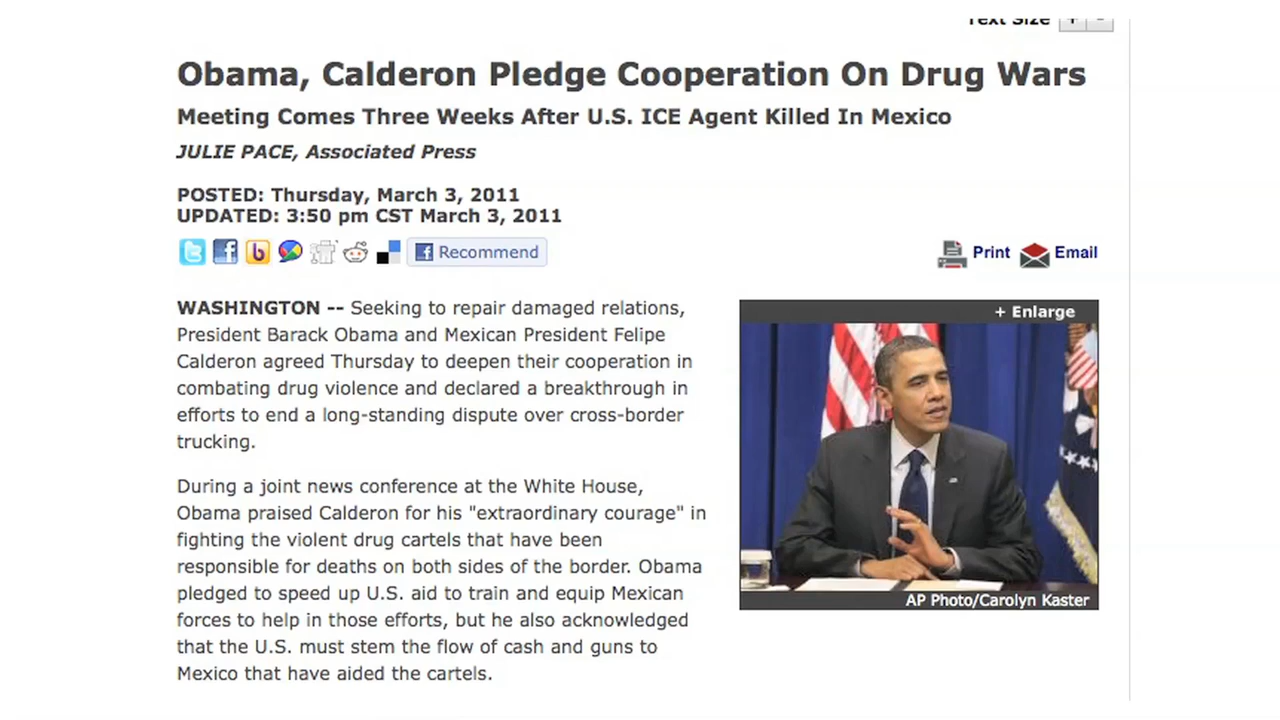 Text Size + -
Obama, Calderon Pledge Cooperation On Drug Wars
Meeting Comes Three Weeks After U.S. ICE Agent Killed In Mexico
JULIE PACE, Associated Press
POSTED: Thursday, March 3, 2011
UPDATED: 3:50 pm CST March 3, 2011
Recommend
Print Email
WASHINGTON -- Seeking to repair damaged relations,
President Barack Obama and Mexican President Felipe
Calderon agreed Thursday to deepen their cooperation in
combating drug violence and declared a breakthrough in
efforts to end a long-standing dispute over cross-border
trucking.
During a joint news conference at the White House,
Obama praised Calderon for his "extraordinary courage" in
fighting the violent drug cartels that have been
responsible for deaths on both sides of the border. Obama
pledged to speed up U.S. aid to train and equip Mexican
forces to help in those efforts, but he also acknowledged
that the U.S. must stem the flow of cash and guns to
Mexico that have aided the cartels.
+ Enlarge
AP Photo/Carolyn Kaster